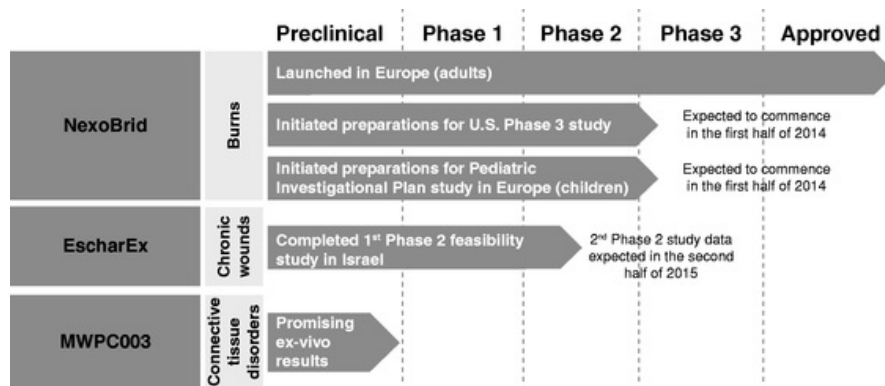 Preclinical Phase 1 Phase 2 Phase 3 Approved
NexoBrid
Burns
Launched in Europe (adults)
Initiated preparations for U.S. Phase 3 study
Expected to commence
in the first half of 2014
Initiated preparations for Pediatric
Investigational Plan study in Europe (children)
Expected to commence
in the first half of 2014
EscharEx
Chronic
wounds
Completed 1st Phase 2 feasibility
study in Israel
2nd Phase 2 study data
expected in the second
half of 2015
MWPC003
Connective
tissue
disorders
Promising
ex-vivo
results